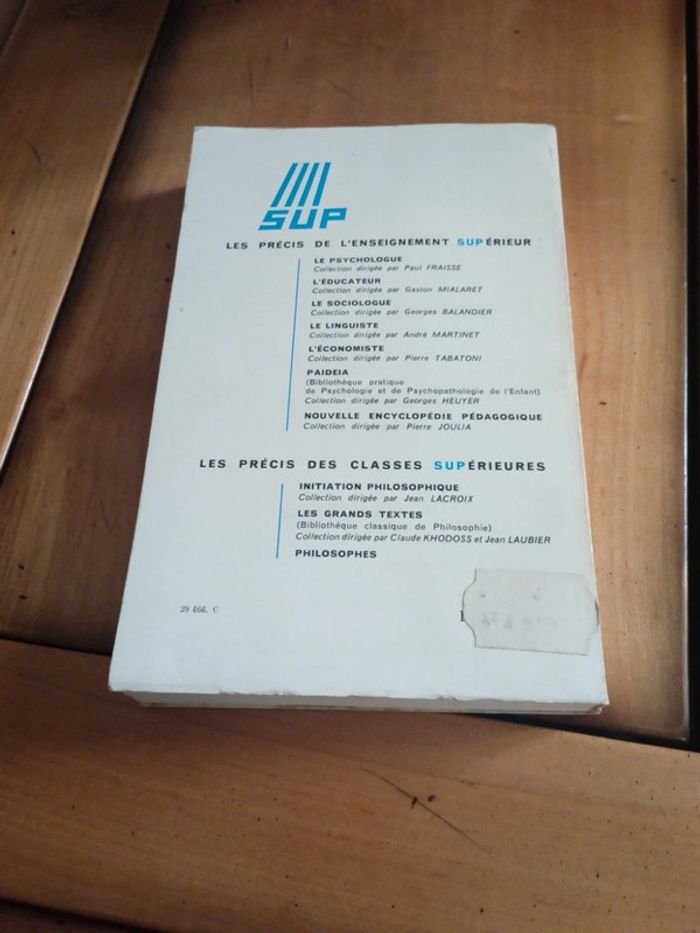 SUP
LES PRÉCIS DE L'ENSEIGNEMENT SUPÉRIEUR
LE PSYCHOLOGUE
Collection dirigée par Paul FRAISSE
L'ÉDUCATEUR
Collection dirigée par Gaston MIALARET
LE SOCIOLOGUE
Collection dirigée par Georges BALANDIER
LE LINGUISTE
Collection dirigée par André MARTINET
L'ÉCONOMISTE
Collection dirigée par Pierre TABATONI
PAIDEIA
(Bibliothèque pratique
de Psychologie et de Psychopathologie de l'Enfant)
Collection dirigée par Georges HEUYER
NOUVELLE ENCYCLOPÉDIE PÉDAGOGIQUE
Collection dirigée par Pierre JOULIA
LES PRÉCIS DES CLASSES SUPÉRIEURES
INITIATION PHILOSOPHIQUE
Collection dirigée par Jean LACROIX
LES GRANDS TEXTES
(Bibliothèque classique de Philosophie)
Collection dirigée par Claude KHODOSS et Jean LAUBIER
PHILOSOPHES
29 466. C